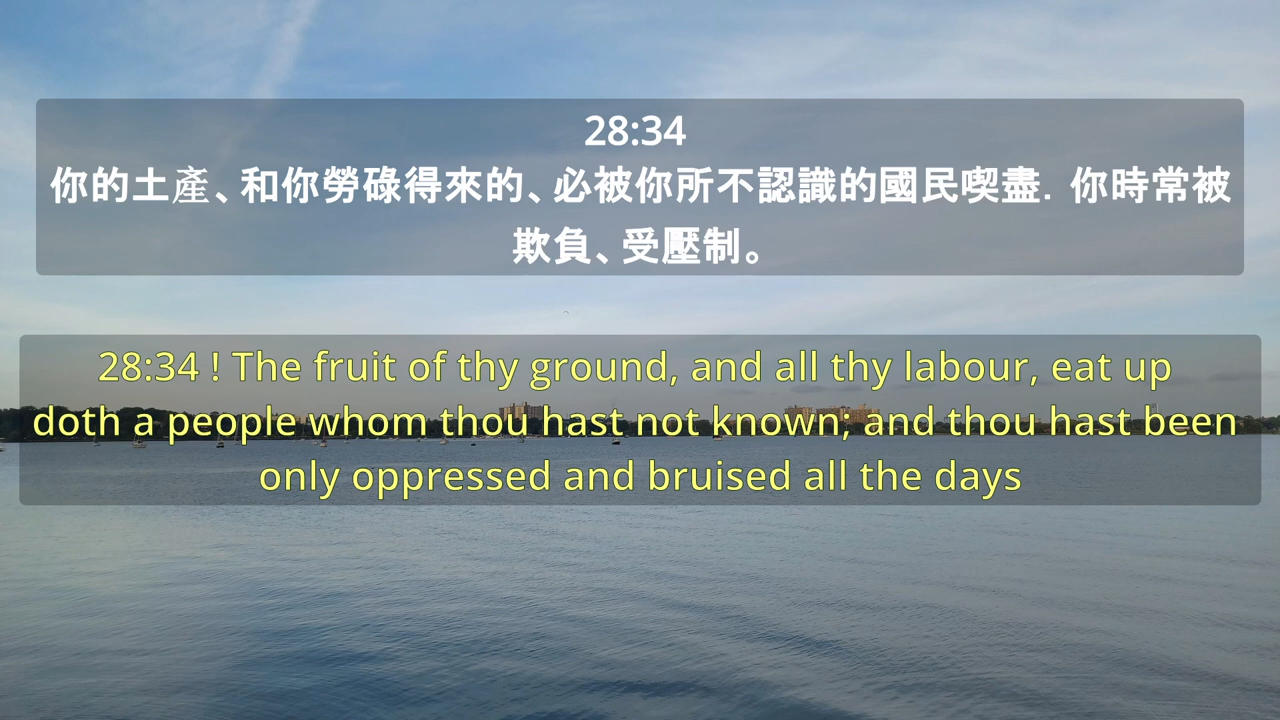 28:34
你的土產、和你勞碌得來的、必被你所不認識的國民喫盡．你時常被
欺負、受壓制。
28:34 ! The fruit of thy ground, and all thy labour, eat up
doth a people whom thou hast not known; and thou hast been
only oppressed and bruised all the days